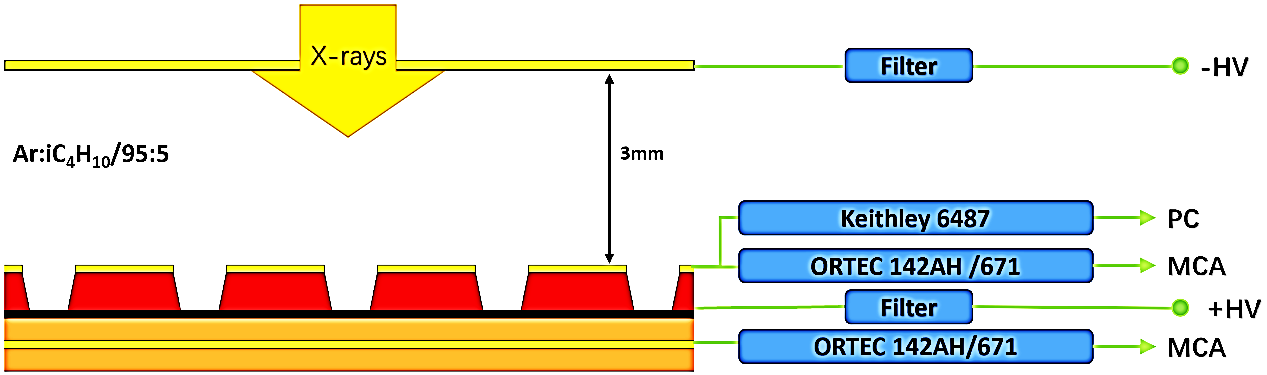 X-rays
Filter
-HV
Ar:iC₄H₁₀/95:5
3mm
Keithley 6487
PC
ORTEC 142AH /671
MCA
Filter
+HV
ORTEC 142AH/671
MCA